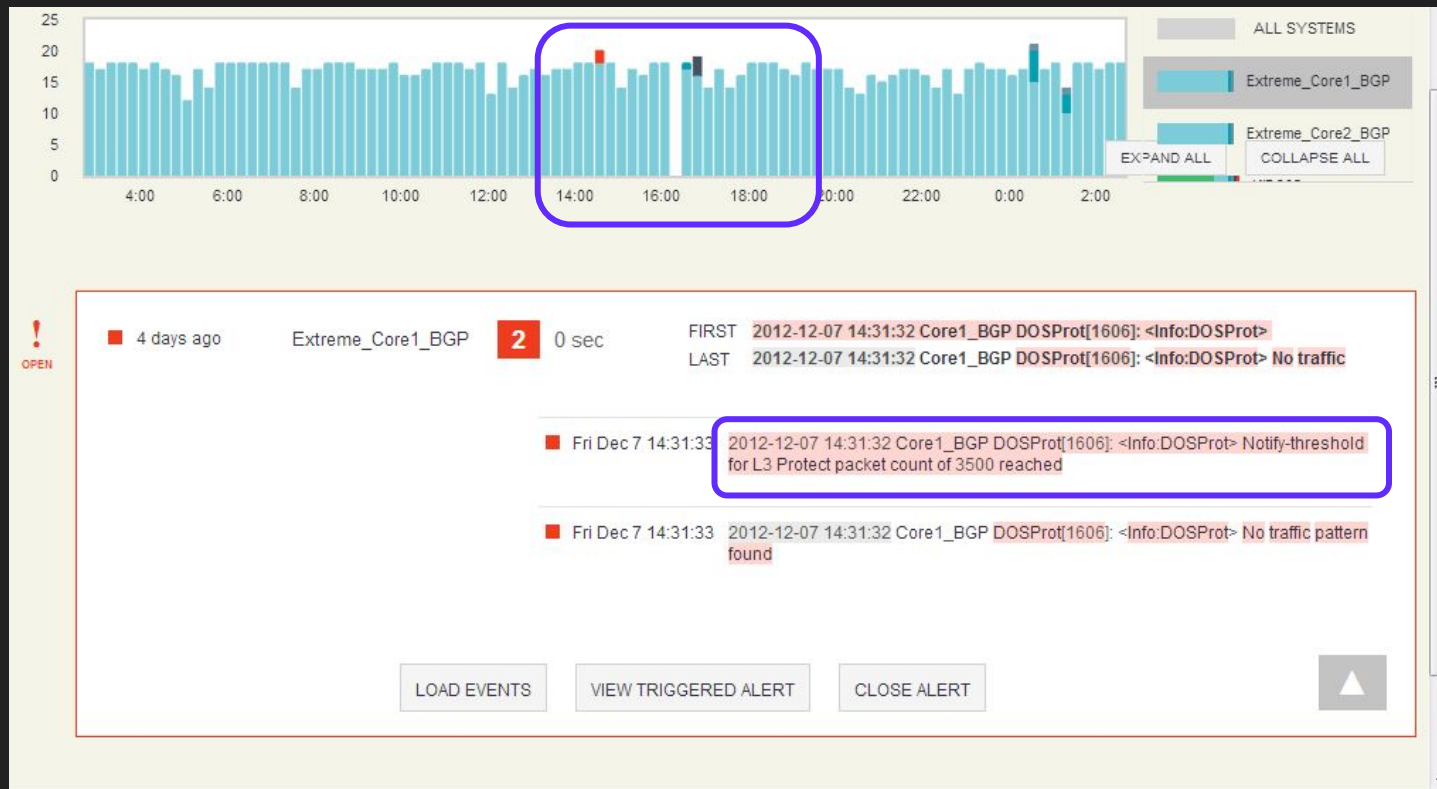 25
20
15
10
5
0
4:00 6:00 8:00 10:00 12:00 14:00 16:00 18:00 20:00 22:00 0:00 2:00
ALL SYSTEMS
Extreme_Core1_BGP
Extreme_Core2_BGP
EXPAND ALL COLLAPSE ALL
!
OPEN
4 days ago Extreme_Core1_BGP 2 0 sec
FIRST 2012-12-07 14:31:32 Core1_BGP DOSProt[1606]: <Info:DOSProt>
LAST 2012-12-07 14:31:32 Core1_BGP DOSProt[1606]: <Info:DOSProt> No traffic
Fri Dec 7 14:31:33 2012-12-07 14:31:32 Core1_BGP DOSProt[1606]: <Info:DOSProt> Notify-threshold
for L3 Protect packet count of 3500 reached
Fri Dec 7 14:31:33 2012-12-07 14:31:32 Core1_BGP DOSProt[1606]: <Info:DOSProt> No traffic pattern
found
LOAD EVENTS VIEW TRIGGERED ALERT CLOSE ALERT